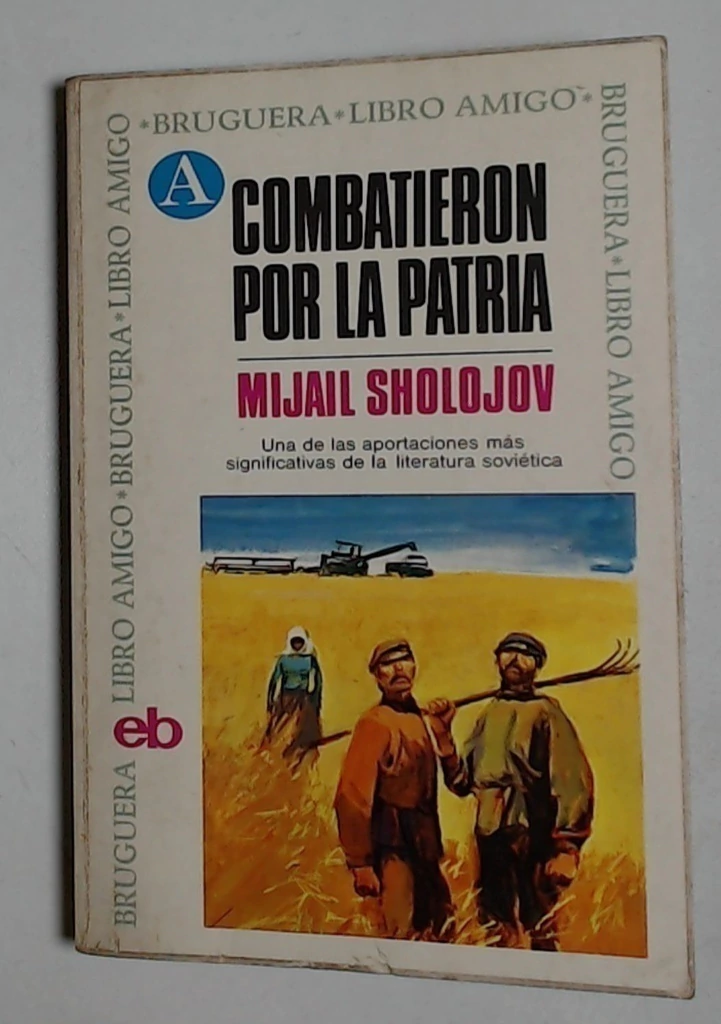 *BRUGUERA*LIBRO AMIGO*
BRUGUERA*LIBRO AMIGO
BRUGUERA LIBRO AMIGO*BRUGUERA*LIBRO AMIGO
A
COMBATIERON
POR LA PATRIA
MIJAIL SHOLOJOV
Una de las aportaciones más
significativas de la literatura soviética
eb